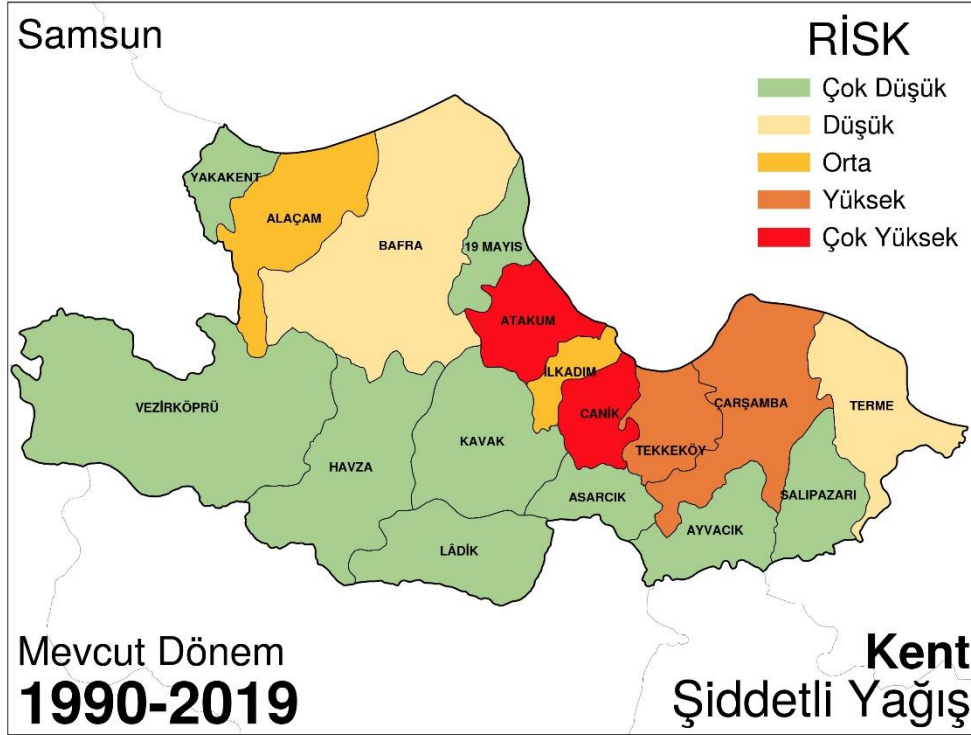 Samsun
RİSK
Çok Düşük
Düşük
Orta
Yüksek
Çok Yüksek
YAKAKENT
ALAÇAM
BAFRA
19 MAYIS
ATAKUM
İLKADIM
CANİK
TEKKEKÖY
ÇARŞAMBA
TERME
VEZİRKÖPRÜ
HAVZA
KAVAK
ASARCIK
SALIPAZARI
AYVACIK
LÂDİK
Mevcut Dönem
1990-2019
Kent
Şiddetli Yağış